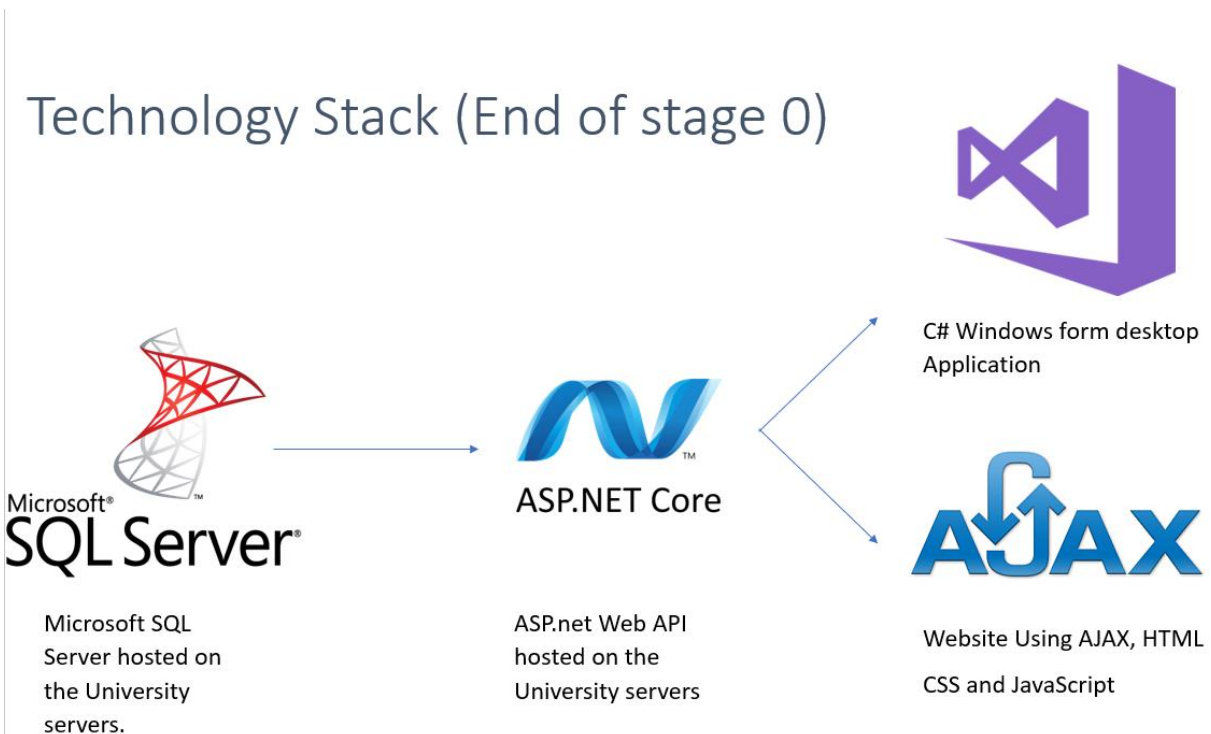 Technology Stack (End of stage 0)
C# Windows form desktop
Application
Microsoft®
SQL Server®
™
Microsoft SQL
Server hosted on
the University
servers.
TM
ASP.NET Core
ASP.net Web API
hosted on the
University servers
AJAX
Website Using AJAX, HTML
CSS and JavaScript